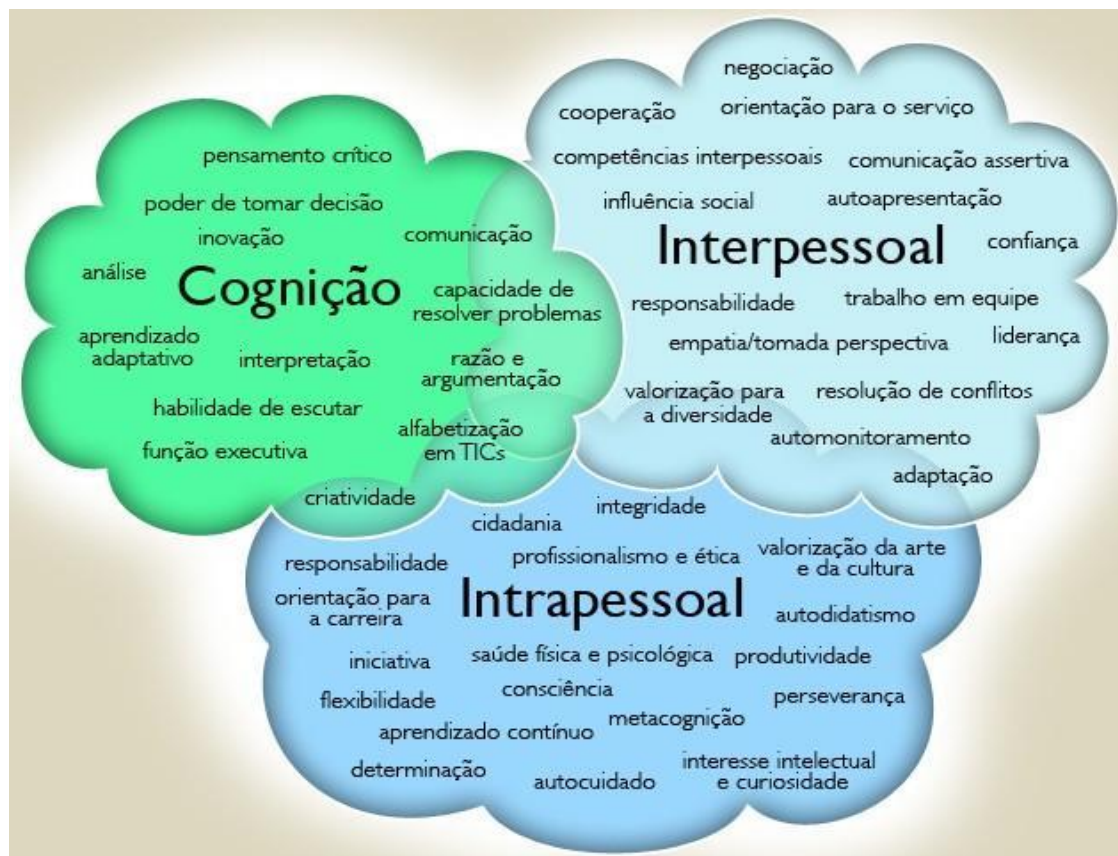 pensamento crítico
poder de tomar decisão
inovação
comunicação
análise
Cognição
capacidade de
resolver problemas
aprendizado
adaptativo
interpretação
razão e
argumentação
habilidade de escutar
alfabetização
em TICs
função executiva
criatividade
negociação
cooperação
orientação para o serviço
competências interpessoais
comunicação assertiva
influência social
autoapresentação
Interpessoal
confiança
responsabilidade
trabalho em equipe
empatia/tomada perspectiva
liderança
valorização para
a diversidade
resolução de conflitos
automonitoramento
adaptação
integridade
cidadania
responsabilidade
profissionalismo e ética
valorização da arte
e da cultura
orientação para
a carreira
Intrapessoal
autodidatismo
iniciativa
saúde física e psicológica
produtividade
flexibilidade
consciência
perseverança
metacognição
aprendizado contínuo
determinação
autocuidado
interesse intelectual
e curiosidade